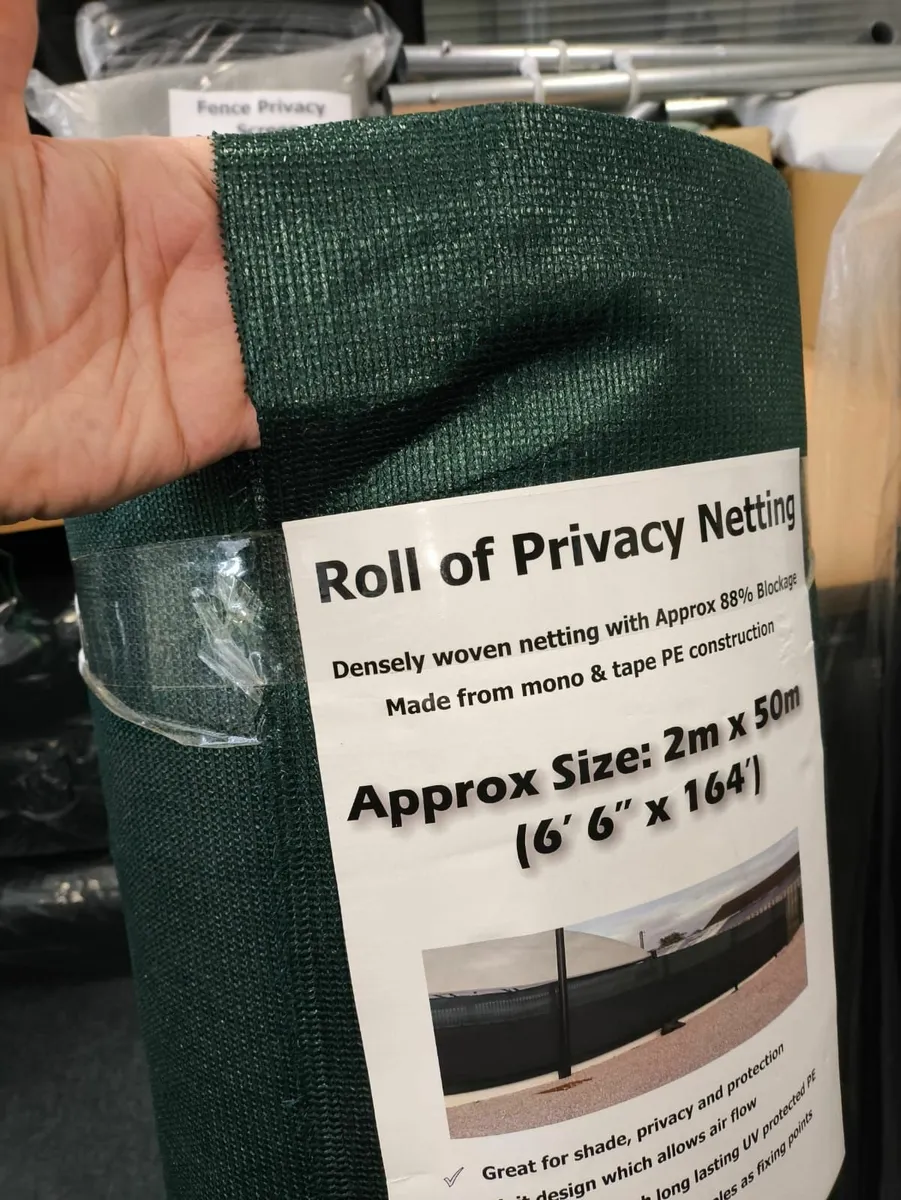 Fence Privacy
Roll of Privacy Netting
Densely woven netting with Approx 88% Blockage
Made from mono & tape PE construction
Approx Size: 2m x 50m
(6' 6" x 164')
✓ Great for shade, privacy and protection
design which allows air flow
long lasting UV protected PE
as fixing points